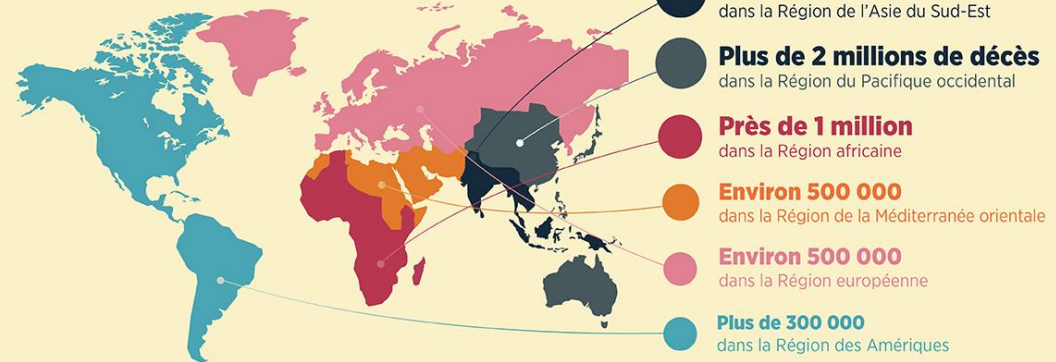 dans la Région de l'Asie du Sud-Est
Plus de 2 millions de décès
dans la Région du Pacifique occidental
Près de 1 million
dans la Région africaine
Environ 500 000
dans la Région de la Méditerranée orientale
Environ 500 000
dans la Région européenne
Plus de 300 000
dans la Région des Amériques